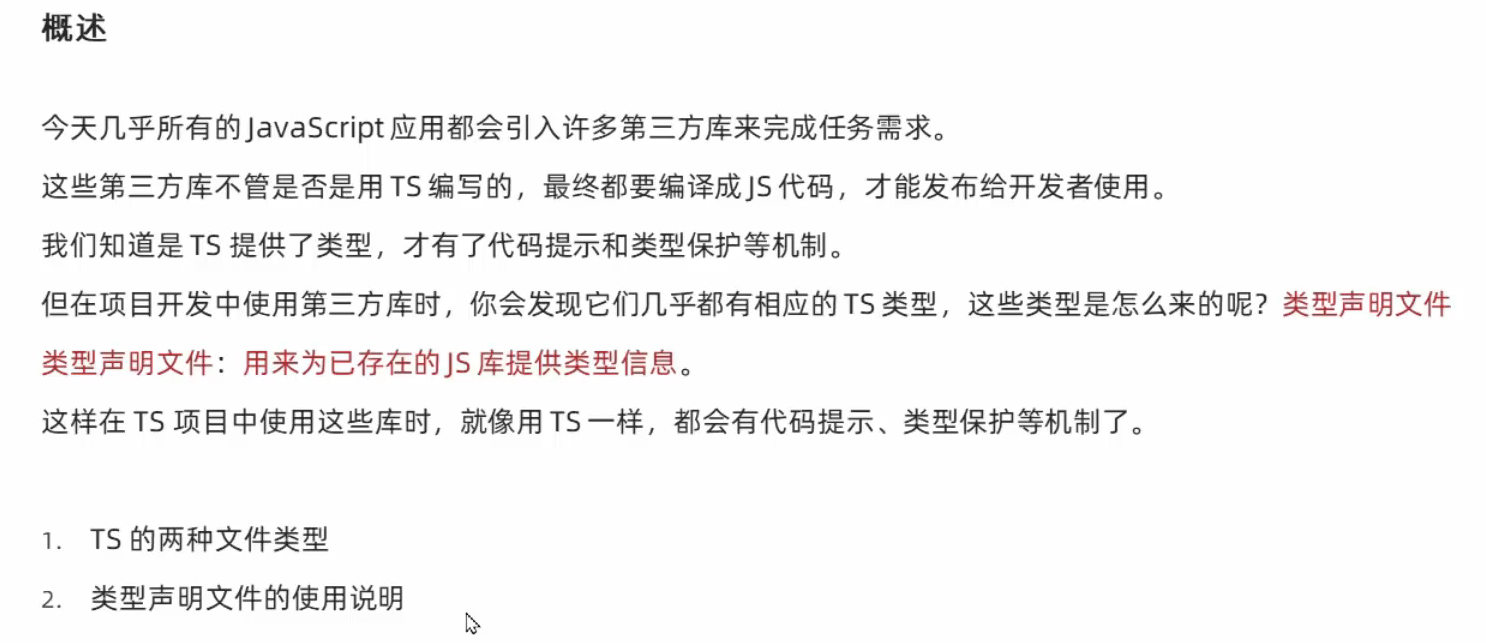 概述
今天几乎所有的 JavaScript 应用都会引入许多第三方库来完成任务需求。
这些第三方库不管是否是用 TS 编写的，最终都要编译成 JS 代码，才能发布给开发者使用。
我们知道是 TS 提供了类型，才有了代码提示和类型保护等机制。
但在项目开发中使用第三方库时，你会发现它们几乎都有相应的 TS 类型，这些类型是怎么来的呢？类型声明文件
类型声明文件：用来为已存在的 JS 库提供类型信息。
这样在 TS 项目中使用这些库时，就像用 TS 一样，都会有代码提示、类型保护等机制了。
1. TS 的两种文件类型
2. 类型声明文件的使用说明